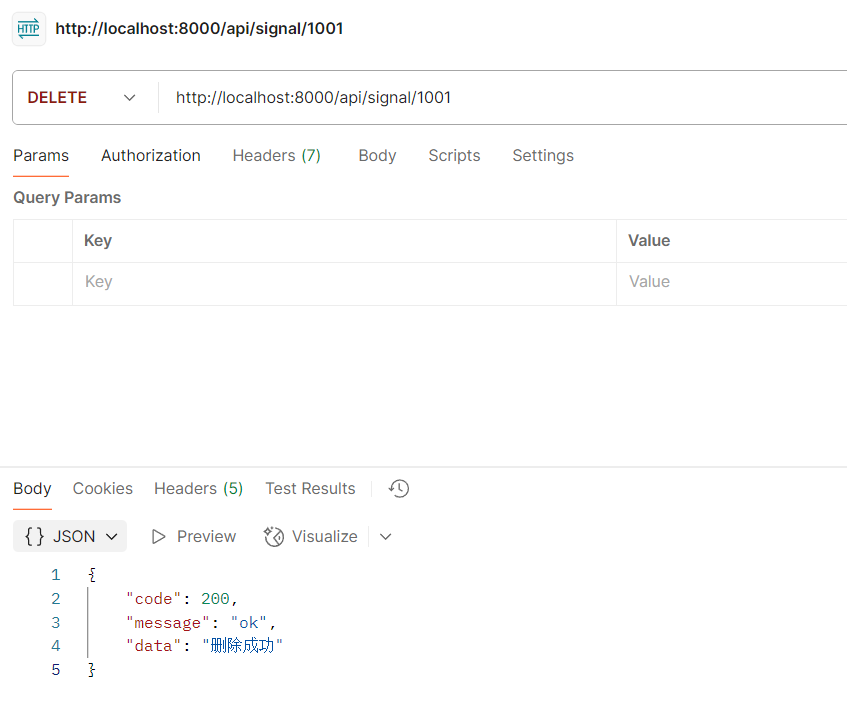 HTTP http://localhost:8000/api/signal/1001
DELETE http://localhost:8000/api/signal/1001
Params Authorization Headers (7) Body Scripts Settings
Query Params
Key Value
Key Value
Body Cookies Headers (5) Test Results
{} JSON Preview Visualize
1 {
2 "code": 200,
3 "message": "ok",
4 "data": "删除成功"
5 }